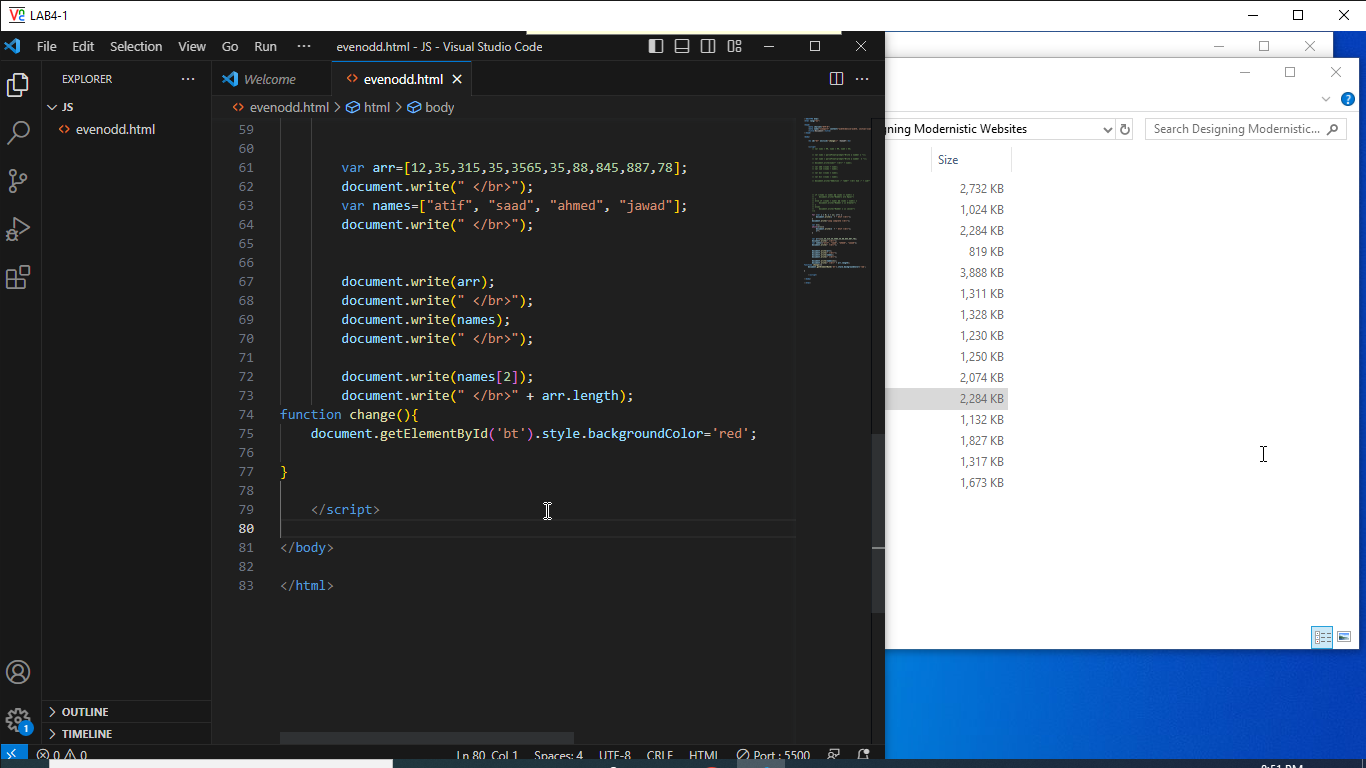 LAB4-1
File Edit Selection View Go Run ··· evenodd.html - JS - Visual Studio Code
EXPLORER ···
Welcome
evenodd.html
JS
evenodd.html
evenodd.html > html > body
59
60
61 var arr=[12,35,315,35,3565,35,88,845,887,78];
62 document.write(" </br>");
63 var names=["atif", "saad", "ahmed", "jawad"];
64 document.write(" </br>");
65
66
67 document.write(arr);
68 document.write(" </br>");
69 document.write(names);
70 document.write(" </br>");
71
72 document.write(names[2]);
73 document.write(" </br>" + arr.length);
74 function change(){
75 document.getElementById('bt').style.backgroundColor='red';
76
77 }
78
79 </script>
80
81 </body>
82
83 </html>
OUTLINE
TIMELINE
1
0 0
Ln 80, Col 1 Spaces: 4 UTF-8 CRLF HTML Port : 5500
ning Modernistic Websites
Search Designing Modernistic...
Size
2,732 KB
1,024 KB
2,284 KB
819 KB
3,888 KB
1,311 KB
1,328 KB
1,230 KB
1,250 KB
2,074 KB
2,284 KB
1,132 KB
1,827 KB
1,317 KB
1,673 KB